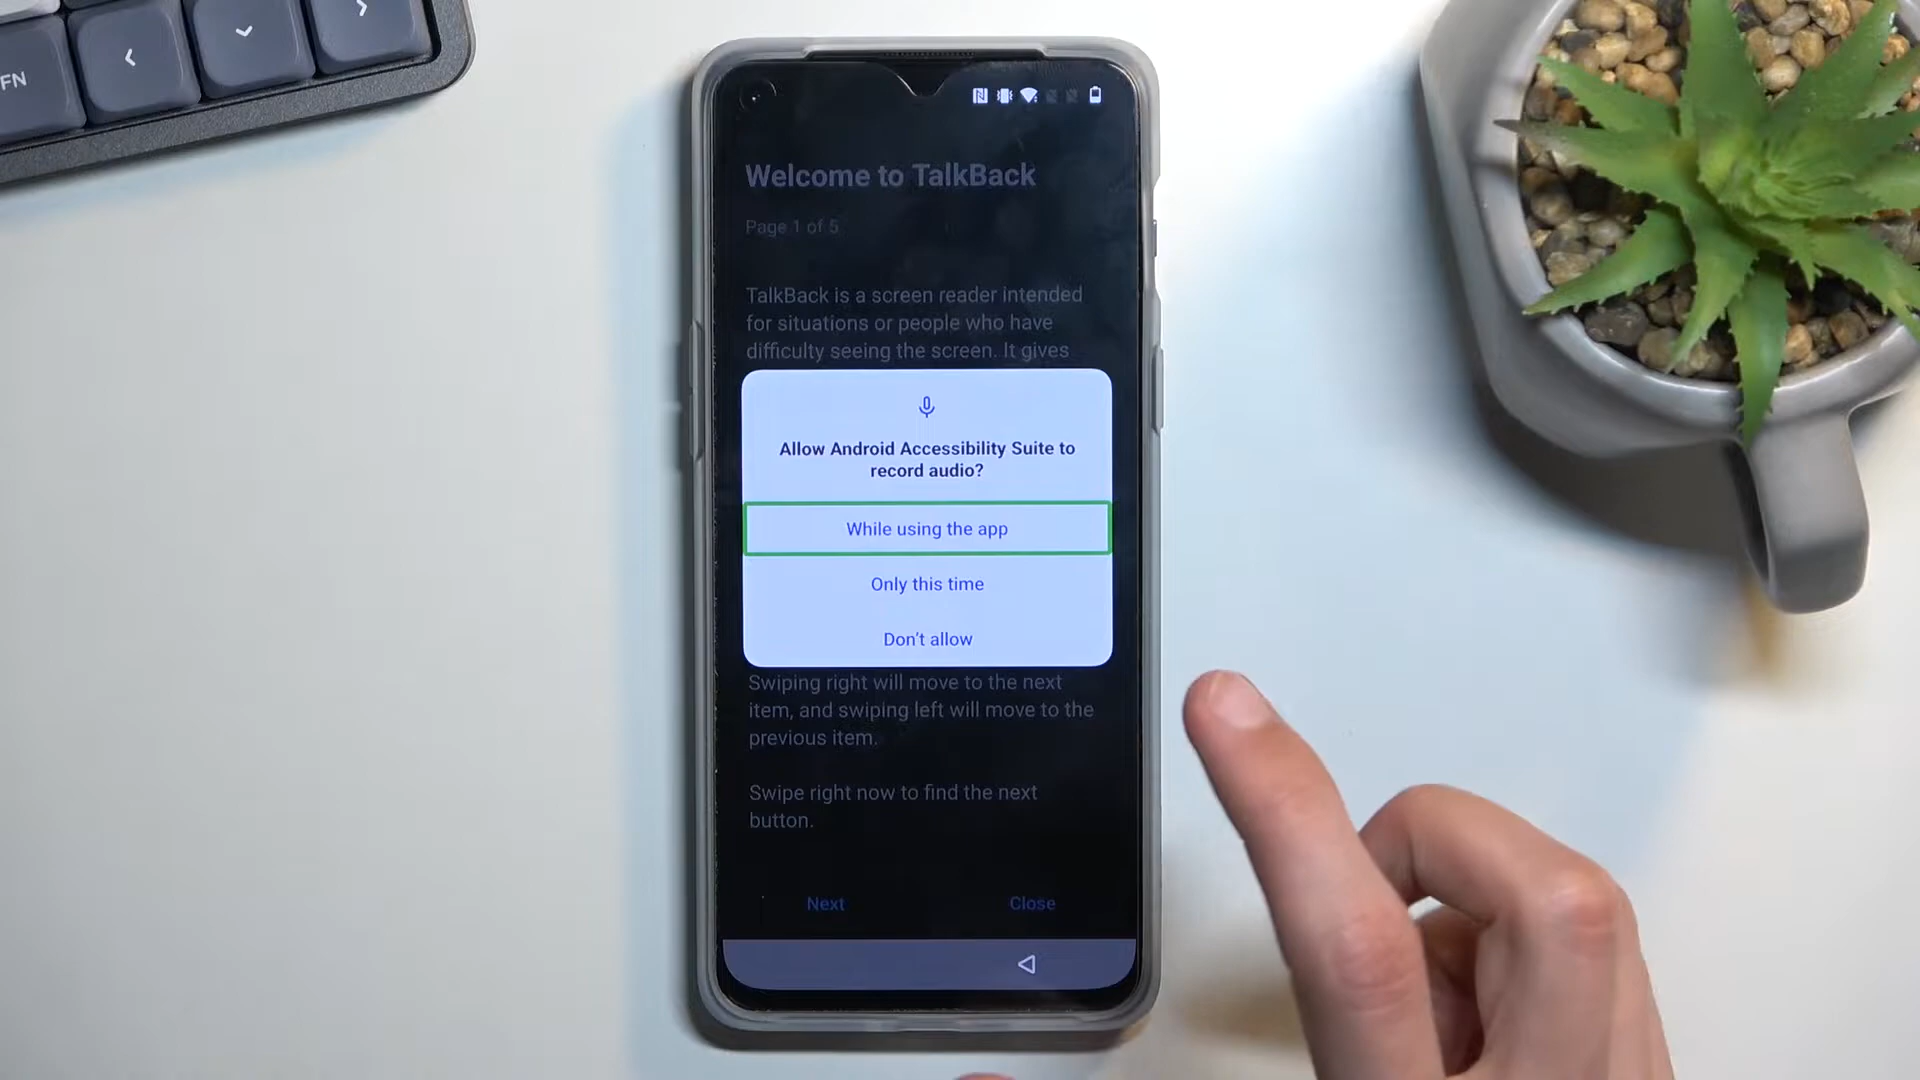 FN
Welcome to TalkBack
Page 1 of 5
TalkBack is a screen reader intended
for situations or people who have
difficulty seeing the screen. It gives
Allow Android Accessibility Suite to
record audio?
While using the app
Only this time
Don't allow
Swiping right will move to the next
item, and swiping left will move to the
previous item.
Swipe right now to find the next
button.
Next Close